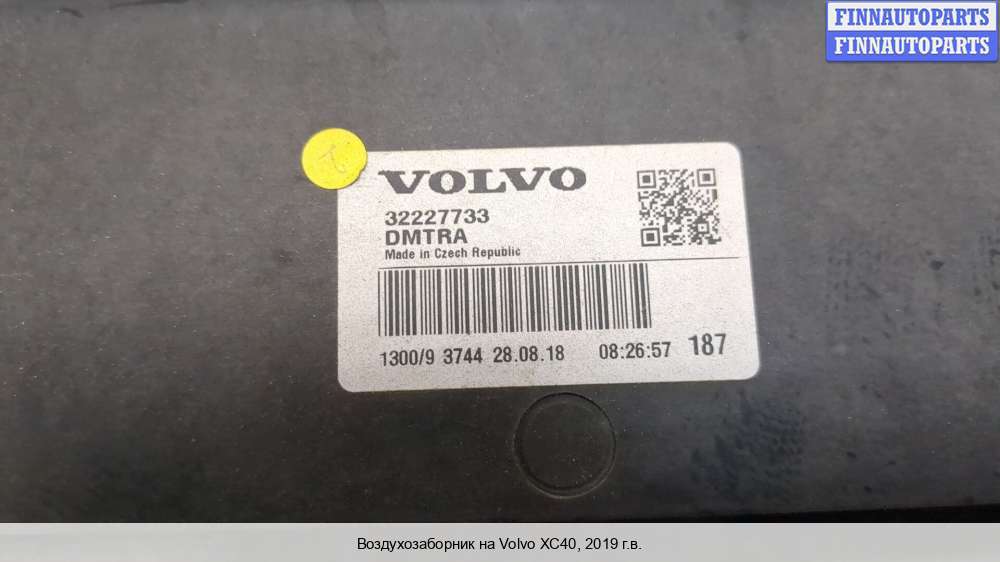 FINNAUTOPARTS
FINNAUTOPARTS
VOLVO
32227733
DMTRA
Made in Czech Republic
1300/9 3744 28.08.18 08:26:57 187
Воздухозаборник на Volvo XC40, 2019 г.в.